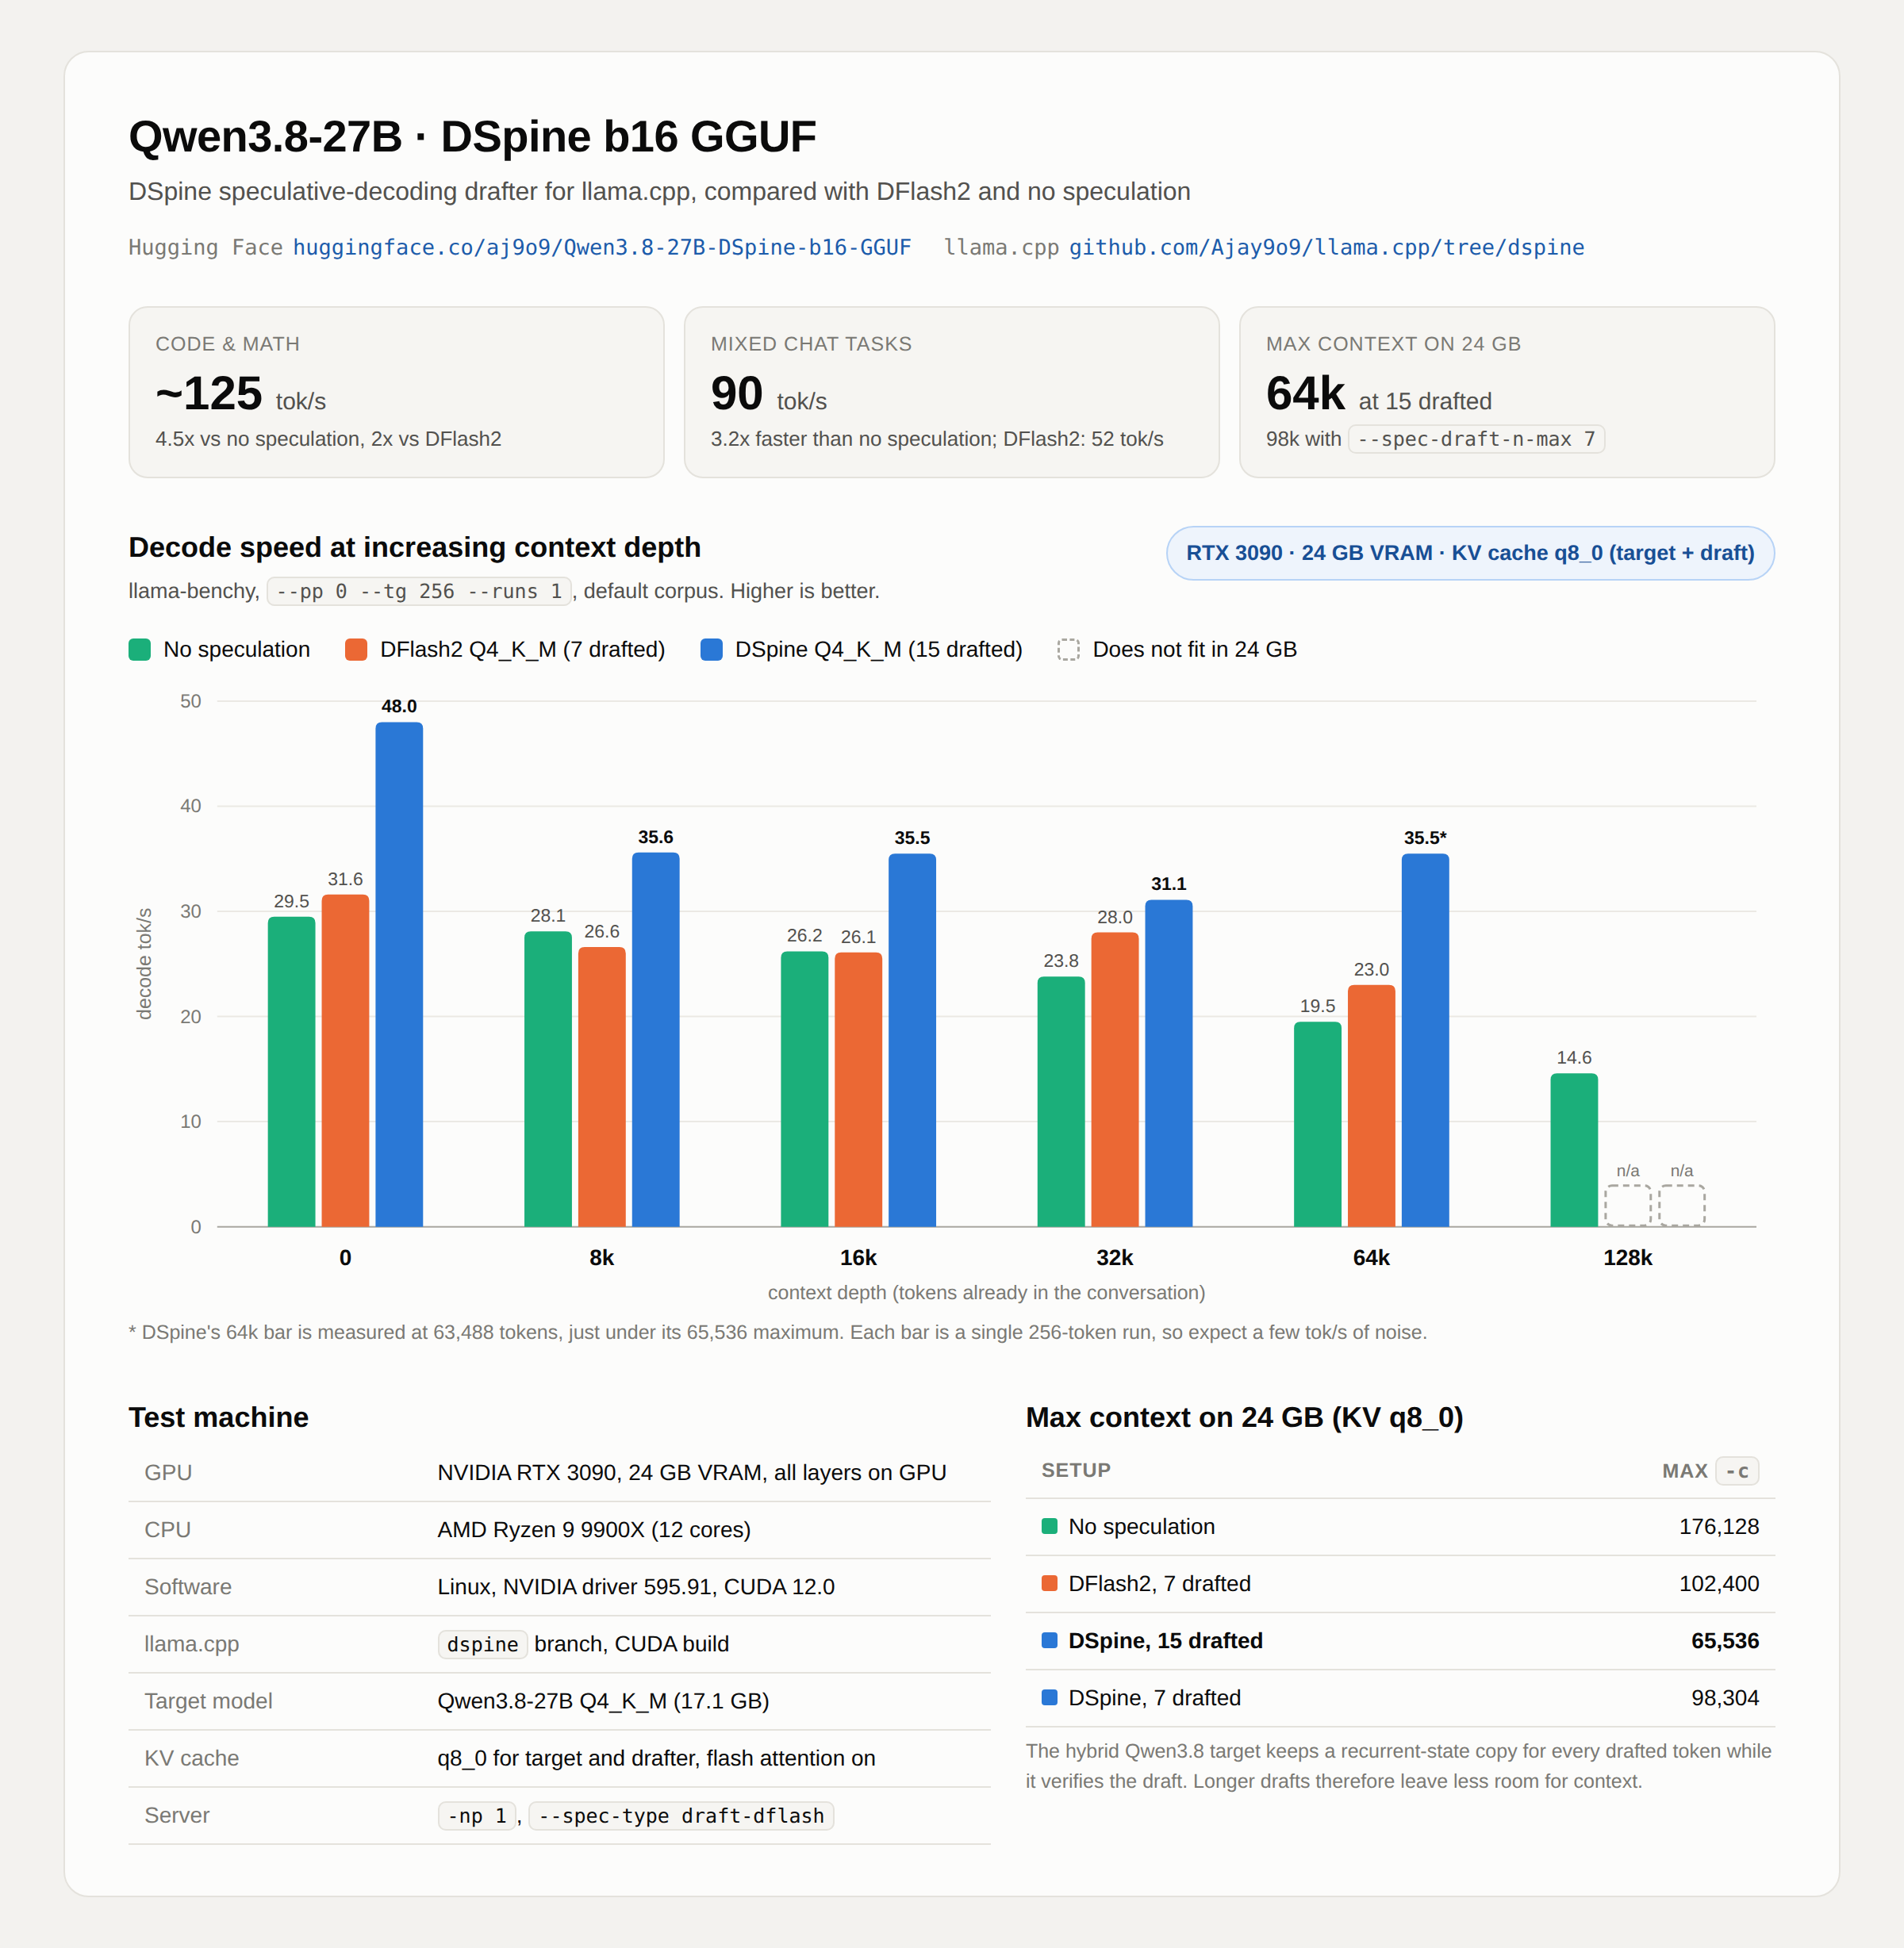 Qwen3.8-27B · DSpine b16 GGUF
DSpine speculative-decoding drafter for llama.cpp, compared with DFlash2 and no speculation
Hugging Face huggingface.co/aj9o9/Qwen3.8-27B-DSpine-b16-GGUF llama.cpp github.com/Ajay9o9/llama.cpp/tree/dspine
CODE & MATH
~125 tok/s
4.5x vs no speculation, 2x vs DFlash2
MIXED CHAT TASKS
90 tok/s
3.2x faster than no speculation; DFlash2: 52 tok/s
MAX CONTEXT ON 24 GB
64k at 15 drafted
98k with --spec-draft-n-max 7
Decode speed at increasing context depth
RTX 3090 · 24 GB VRAM · KV cache q8_0 (target + draft)
llama-benchy, --pp 0 --tg 256 --runs 1, default corpus. Higher is better.
No speculation DFlash2 Q4_K_M (7 drafted) DSpine Q4_K_M (15 drafted) Does not fit in 24 GB
decode tok/s
50
40
30
20
10
0
29.5 31.6 48.0
28.1 26.6 35.6
26.2 26.1 35.5
23.8 28.0 31.1
19.5 23.0 35.5*
14.6 n/a n/a
0 8k 16k 32k 64k 128k
context depth (tokens already in the conversation)
* DSpine's 64k bar is measured at 63,488 tokens, just under its 65,536 maximum. Each bar is a single 256-token run, so expect a few tok/s of noise.
Test machine
GPU NVIDIA RTX 3090, 24 GB VRAM, all layers on GPU
CPU AMD Ryzen 9 9900X (12 cores)
Software Linux, NVIDIA driver 595.91, CUDA 12.0
llama.cpp dspine branch, CUDA build
Target model Qwen3.8-27B Q4_K_M (17.1 GB)
KV cache q8_0 for target and drafter, flash attention on
Server -np 1, --spec-type draft-dflash
Max context on 24 GB (KV q8_0)
SETUP MAX -c
No speculation 176,128
DFlash2, 7 drafted 102,400
DSpine, 15 drafted 65,536
DSpine, 7 drafted 98,304
The hybrid Qwen3.8 target keeps a recurrent-state copy for every drafted token while
it verifies the draft. Longer drafts therefore leave less room for context.